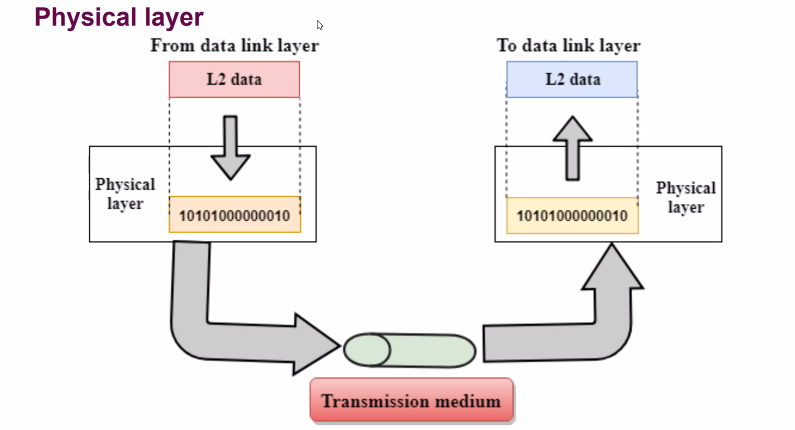 Physical layer
From data link layer
To data link layer
L2 data
L2 data
Physical
layer
10101000000010
10101000000010
Physical
layer
Transmission medium